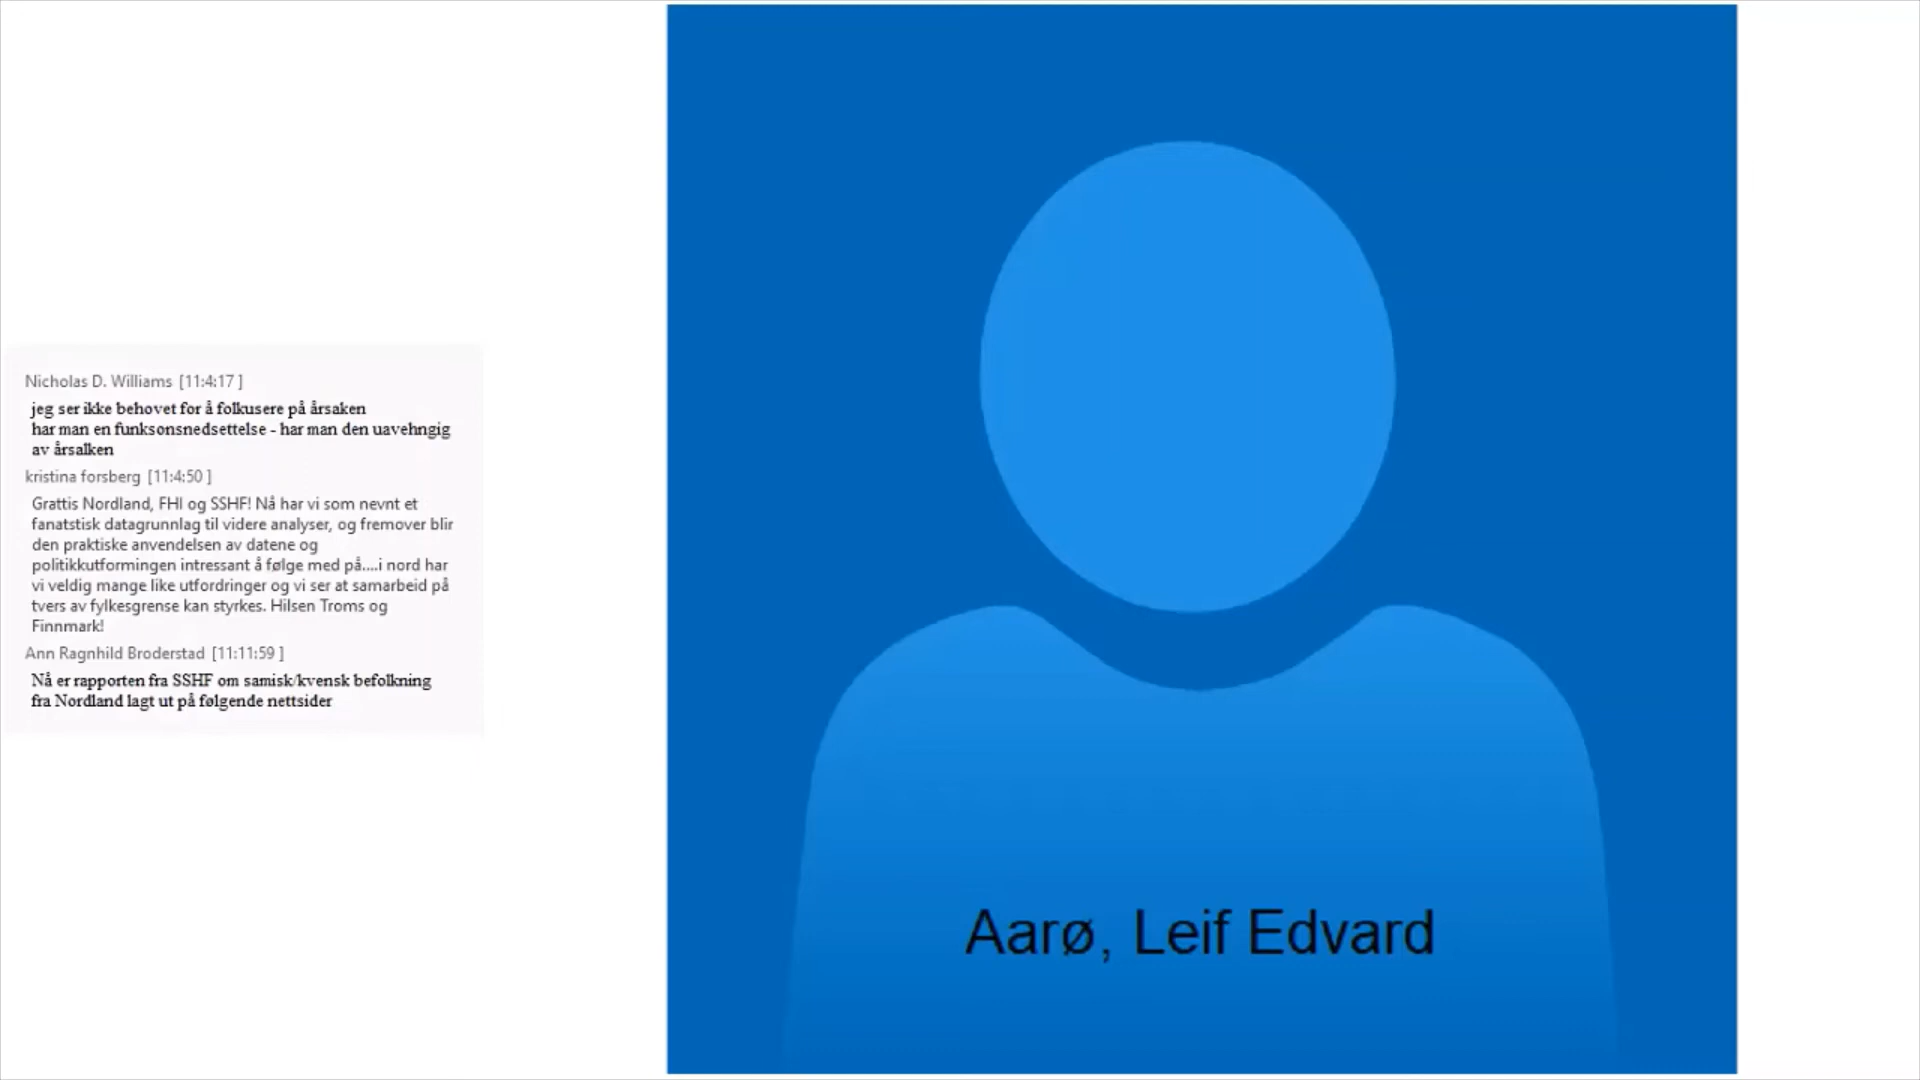 Nicholas D. Williams [11:4:17 ]
jeg ser ikke behovet for å folkusere på årsaken
har man en funksonsnedsettelse - har man den uavehngig
av årsalken
kristina forsberg [11:4:50 ]
Grattis Nordland, FHI og SSHF! Nå har vi som nevnt et
fanatstisk datagrunnlag til videre analyser, og fremover blir
den praktiske anvendelsen av datene og
politikkutformingen intressant å følge med på....i nord har
vi veldig mange like utfordringer og vi ser at samarbeid på
tvers av fylkesgrense kan styrkes. Hilsen Troms og
Finnmark!
Ann Ragnhild Broderstad [11:11:59 ]
Nå er rapporten fra SSHF om samisk/kvensk befolkning
fra Nordland lagt ut på følgende nettsider
Aarø, Leif Edvard